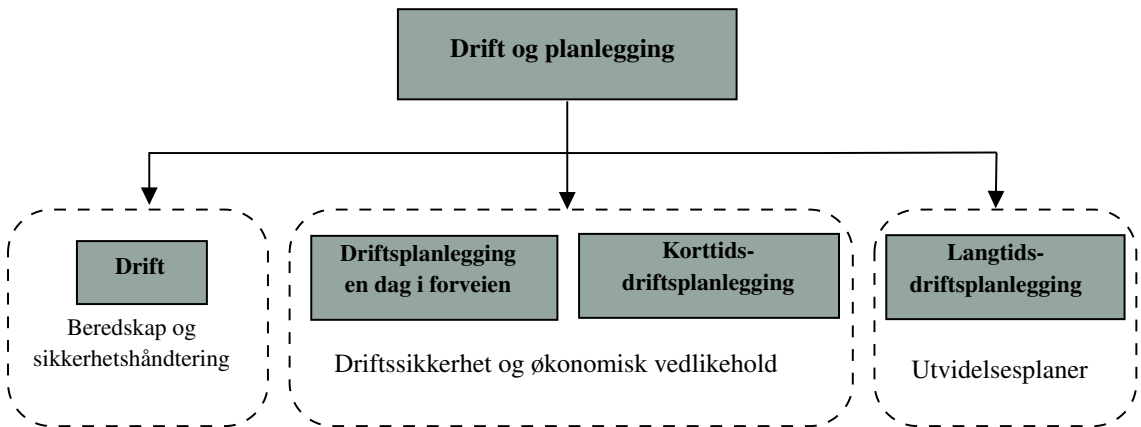 Drift og planlegging
Drift
Beredskap og
sikkerhetshåndtering
Driftsplanlegging
en dag i forveien
Korttids-
driftsplanlegging
Driftssikkerhet og økonomisk vedlikehold
Langtids-
driftsplanlegging
Utvidelsesplaner